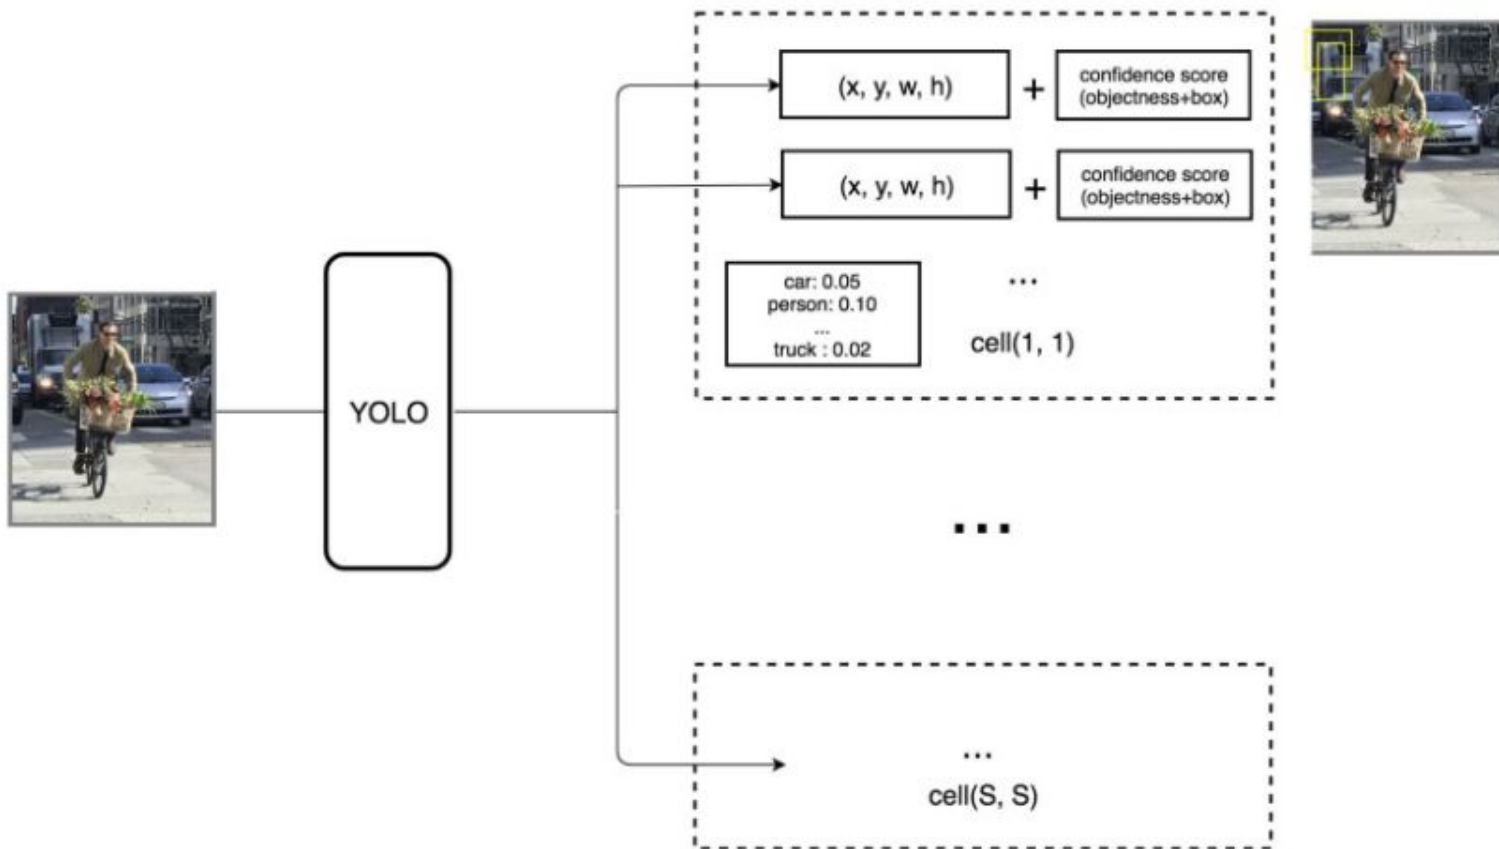 (x, y, w, h)
+
confidence score
(objectness+box)
(x, y, w, h)
+
confidence score
(objectness+box)
car: 0.05
person: 0.10
...
truck : 0.02
...
cell(1, 1)
YOLO
...
...
cell(S, S)